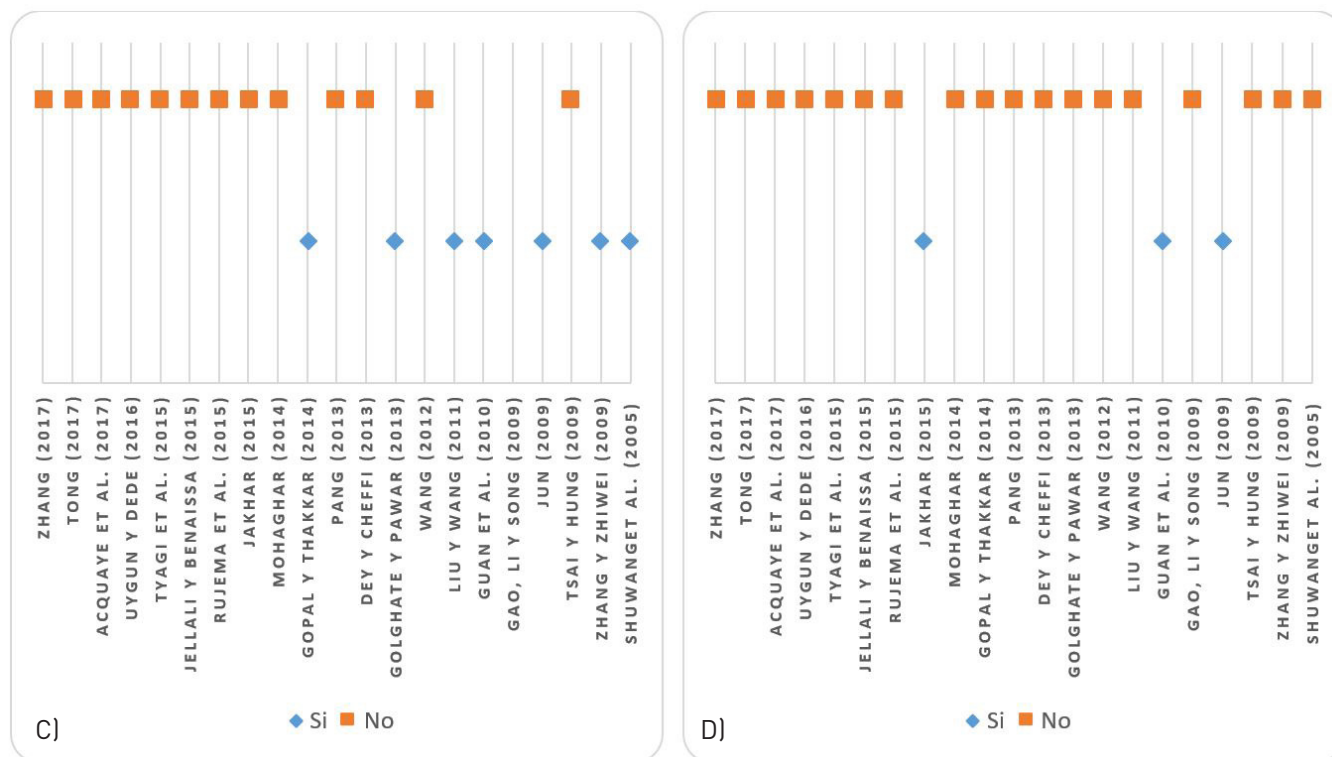 ZHANG (2017)
TONG (2017)
ACQUAYE ET AL. (2017)
UYGUN Y DEDE (2016)
TYAGI ET AL. (2015)
JELLALI Y BENAISSA (2015)
RUJEMA ET AL. (2015)
JAKHAR (2015)
MOHAGHAR (2014)
GOPAL Y THAKKAR (2014)
PANG (2013)
DEY Y CHEFFI (2013)
GOLGHATE Y PAWAR (2013)
WANG (2012)
LIU Y WANG (2011)
GUAN ET AL. (2010)
GAO, LI Y SONG (2009)
JUN (2009)
TSAI Y HUNG (2009)
ZHANG Y ZHIWEI (2009)
SHUWANGET AL. (2005)
Si No
C)
ZHANG (2017)
TONG (2017)
ACQUAYE ET AL. (2017)
UYGUN Y DEDE (2016)
TYAGI ET AL. (2015)
JELLALI Y BENAISSA (2015)
RUJEMA ET AL. (2015)
JAKHAR (2015)
MOHAGHAR (2014)
GOPAL Y THAKKAR (2014)
PANG (2013)
DEY Y CHEFFI (2013)
GOLGHATE Y PAWAR (2013)
WANG (2012)
LIU Y WANG (2011)
GUAN ET AL. (2010)
GAO, LI Y SONG (2009)
JUN (2009)
TSAI Y HUNG (2009)
ZHANG Y ZHIWEI (2009)
SHUWANGET AL. (2005)
Si No
D)